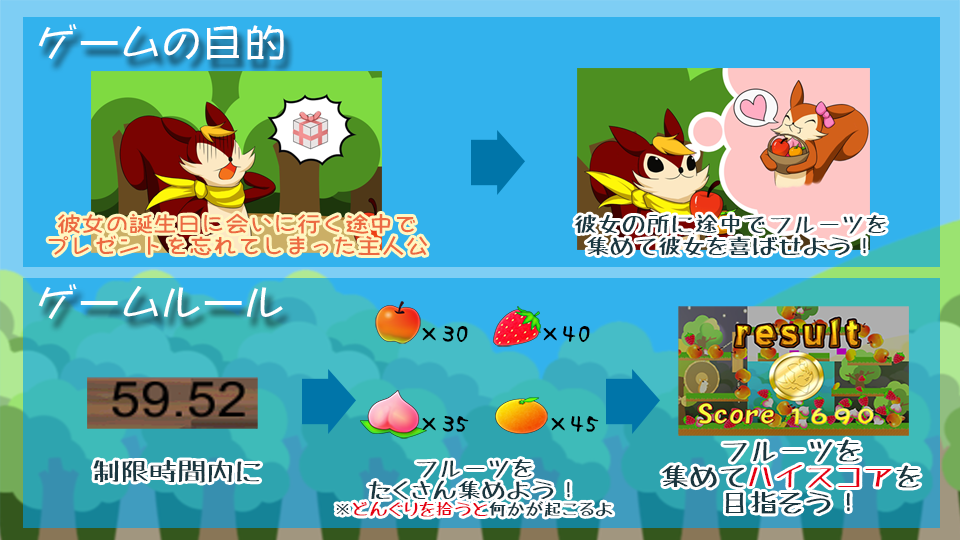 ゲームの目的
彼女の誕生日に会いに行く途中で
プレゼントを忘れてしまった主人公
彼女の所に途中でフルーツを
集めて彼女を喜ばせよう！
ゲームルール
59.52
制限時間内に
×30
×40
×35
×45
フルーツを
たくさん集めよう！
※どんぐりを拾うと何かが起こるよ
result
Score 1690
フルーツを
集めてハイスコアを
目指そう！